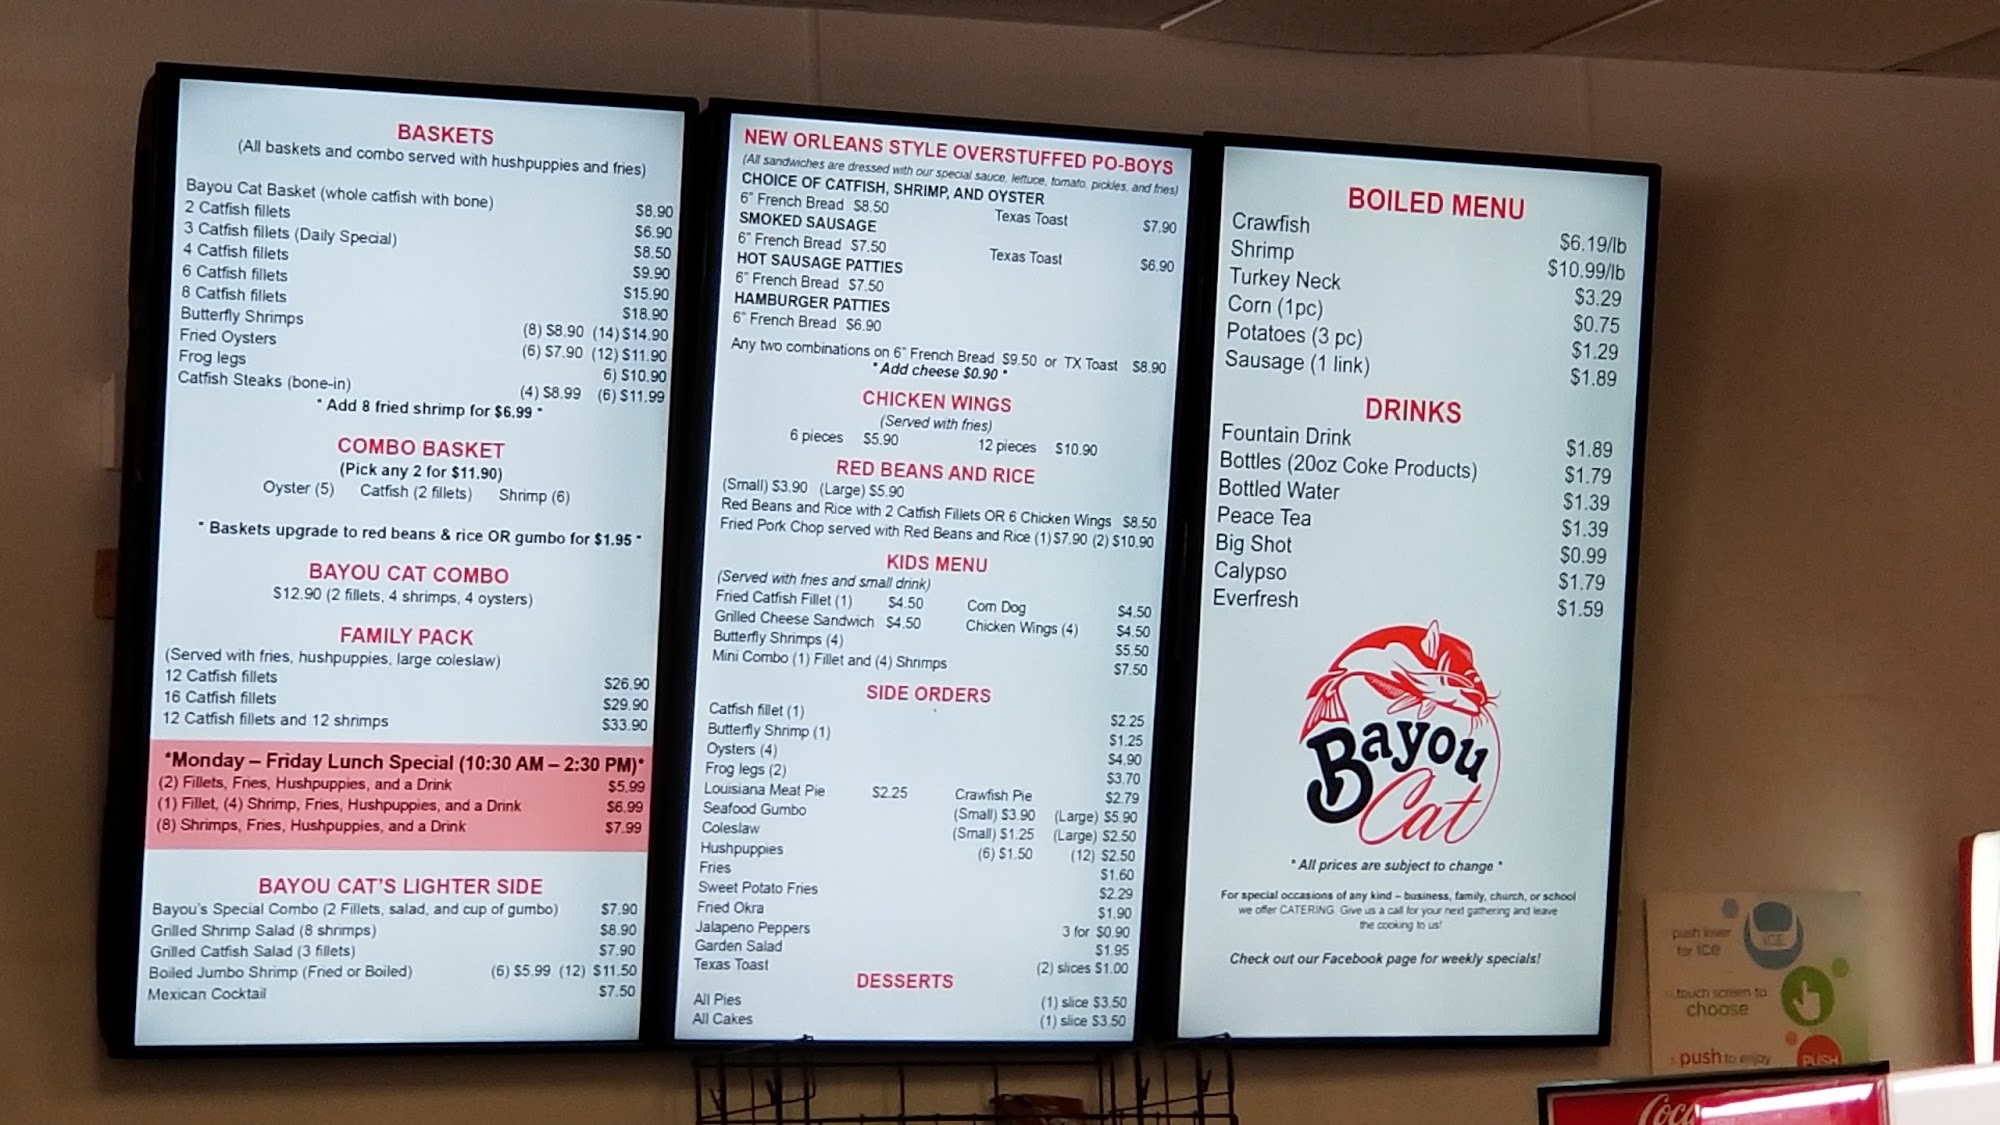 BASKETS
(All baskets and combo served with hushpuppies and fries)
Bayou Cat Basket (whole catfish with bone) $8.90
2 Catfish fillets $6.90
3 Catfish fillets (Daily Special) $8.50
4 Catfish fillets $9.90
6 Catfish fillets $15.90
8 Catfish fillets $18.90
Butterfly Shrimps (8) $8.90 (14) $14.90
Fried Oysters (6) $7.90 (12) $11.90
Frog legs 6) $10.90
Catfish Steaks (bone-in) (4) $8.99 (6) $11.99
* Add 8 fried shrimp for $6.99 *
COMBO BASKET
(Pick any 2 for $11.90)
Oyster (5) Catfish (2 fillets) Shrimp (6)
* Baskets upgrade to red beans & rice OR gumbo for $1.95 *
BAYOU CAT COMBO
$12.90 (2 fillets, 4 shrimps, 4 oysters)
FAMILY PACK
(Served with fries, hushpuppies, large coleslaw)
12 Catfish fillets $26.90
16 Catfish fillets $29.90
12 Catfish fillets and 12 shrimps $33.90
*Monday – Friday Lunch Special (10:30 AM – 2:30 PM)*
(2) Fillets, Fries, Hushpuppies, and a Drink $5.99
(1) Fillet, (4) Shrimp, Fries, Hushpuppies, and a Drink $6.99
(8) Shrimps, Fries, Hushpuppies, and a Drink $7.99
BAYOU CAT'S LIGHTER SIDE
Bayou's Special Combo (2 Fillets, salad, and cup of gumbo) $7.90
Grilled Shrimp Salad (8 shrimps) $8.90
Grilled Catfish Salad (3 fillets) $7.90
Boiled Jumbo Shrimp (Fried or Boiled) (6) $5.99 (12) $11.50
Mexican Cocktail $7.50
NEW ORLEANS STYLE OVERSTUFFED PO-BOYS
(All sandwiches are dressed with our special sauce, lettuce, tomato, pickles, and fries)
CHOICE OF CATFISH, SHRIMP, AND OYSTER
6" French Bread $8.50 Texas Toast $7.90
SMOKED SAUSAGE
6" French Bread $7.50 Texas Toast $6.90
HOT SAUSAGE PATTIES
6" French Bread $7.50
HAMBURGER PATTIES
6" French Bread $6.90
Any two combinations on 6" French Bread $9.50 or TX Toast $8.90
* Add cheese $0.90 *
CHICKEN WINGS
(Served with fries)
6 pieces $5.90 12 pieces $10.90
RED BEANS AND RICE
(Small) $3.90 (Large) $5.90
Red Beans and Rice with 2 Catfish Fillets OR 6 Chicken Wings $8.50
Fried Pork Chop served with Red Beans and Rice (1) $7.90 (2) $10.90
KIDS MENU
(Served with fries and small drink)
Fried Catfish Fillet (1) $4.50 Corn Dog $4.50
Grilled Cheese Sandwich $4.50 Chicken Wings (4) $4.50
Butterfly Shrimps (4) $5.50
Mini Combo (1) Fillet and (4) Shrimps $7.50
SIDE ORDERS
Catfish fillet (1) $2.25
Butterfly Shrimp (1) $1.25
Oysters (4) $4.90
Frog legs (2) $3.70
Louisiana Meat Pie $2.25 Crawfish Pie $2.79
Seafood Gumbo (Small) $3.90 (Large) $5.90
Coleslaw (Small) $1.25 (Large) $2.50
Hushpuppies (6) $1.50 (12) $2.50
Fries $1.60
Sweet Potato Fries $2.29
Fried Okra $1.90
Jalapeno Peppers 3 for $0.90
Garden Salad $1.95
Texas Toast (2) slices $1.00
DESSERTS
All Pies (1) slice $3.50
All Cakes (1) slice $3.50
BOILED MENU
Crawfish $6.19/lb
Shrimp $10.99/lb
Turkey Neck $3.29
Corn (1pc) $0.75
Potatoes (3 pc) $1.29
Sausage (1 link) $1.89
DRINKS
Fountain Drink $1.89
Bottles (20oz Coke Products) $1.79
Bottled Water $1.39
Peace Tea $1.39
Big Shot $0.99
Calypso $1.79
Everfresh $1.59
Bayou
Cat
* All prices are subject to change *
For special occasions of any kind – business, family, church, or school
we offer CATERING. Give us a call for your next gathering and leave
the cooking to us!
Check out our Facebook page for weekly specials!
push lever
for ice
ICE
touch screen to
choose
push to enjoy
PUSH